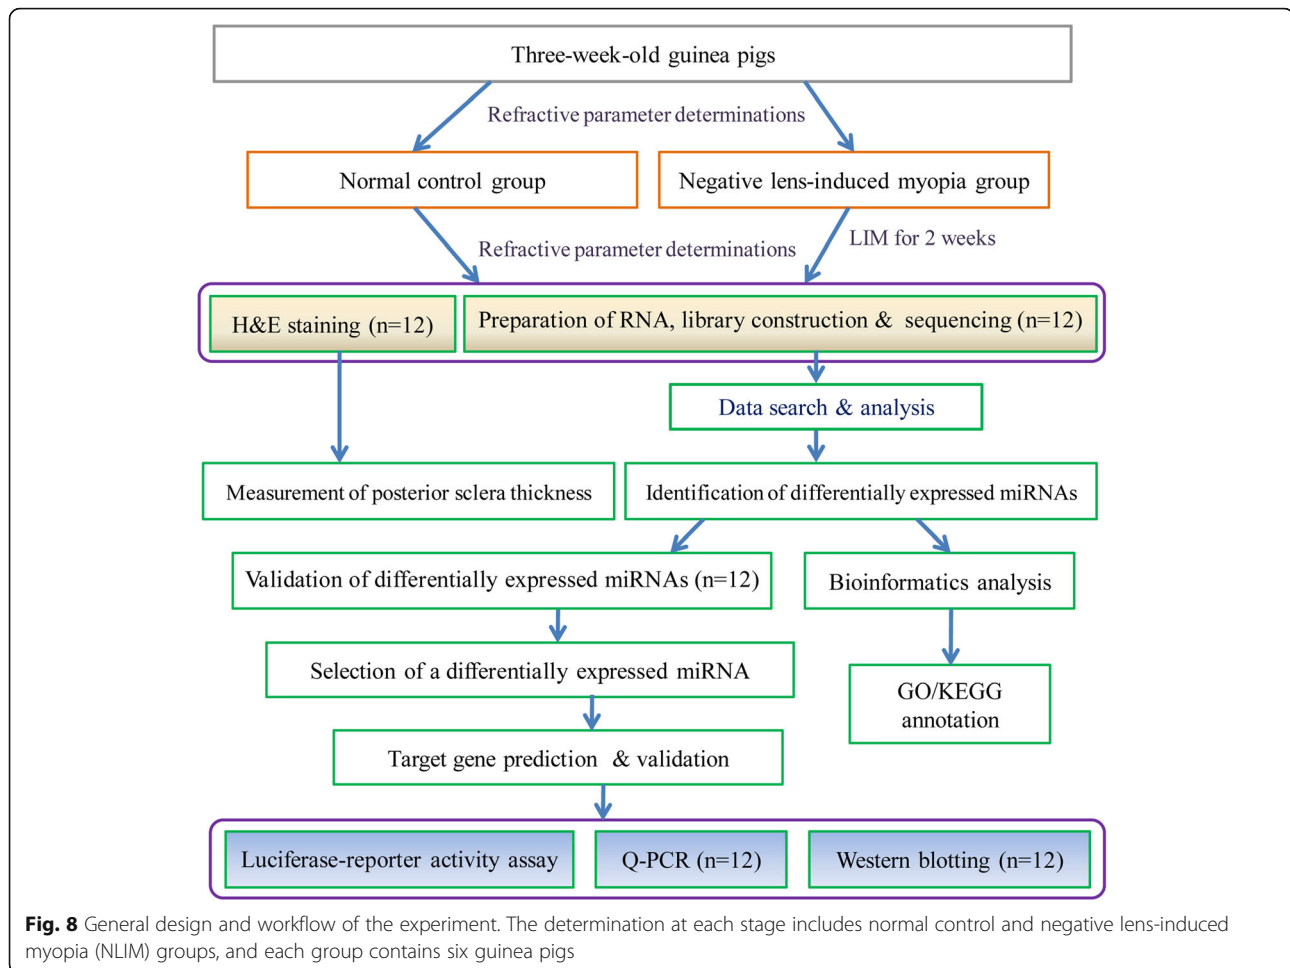 Three-week-old guinea pigs
Refractive parameter determinations
Normal control group
Negative lens-induced myopia group
LIM for 2 weeks
Refractive parameter determinations
H&E staining (n=12)
Preparation of RNA, library construction & sequencing (n=12)
Data search & analysis
Measurement of posterior sclera thickness
Identification of differentially expressed miRNAs
Validation of differentially expressed miRNAs (n=12)
Bioinformatics analysis
Selection of a differentially expressed miRNA
GO/KEGG
annotation
Target gene prediction & validation
Luciferase-reporter activity assay
Q-PCR (n=12)
Western blotting (n=12)
Fig. 8 General design and workflow of the experiment. The determination at each stage includes normal control and negative lens-induced
myopia (NLIM) groups, and each group contains six guinea pigs